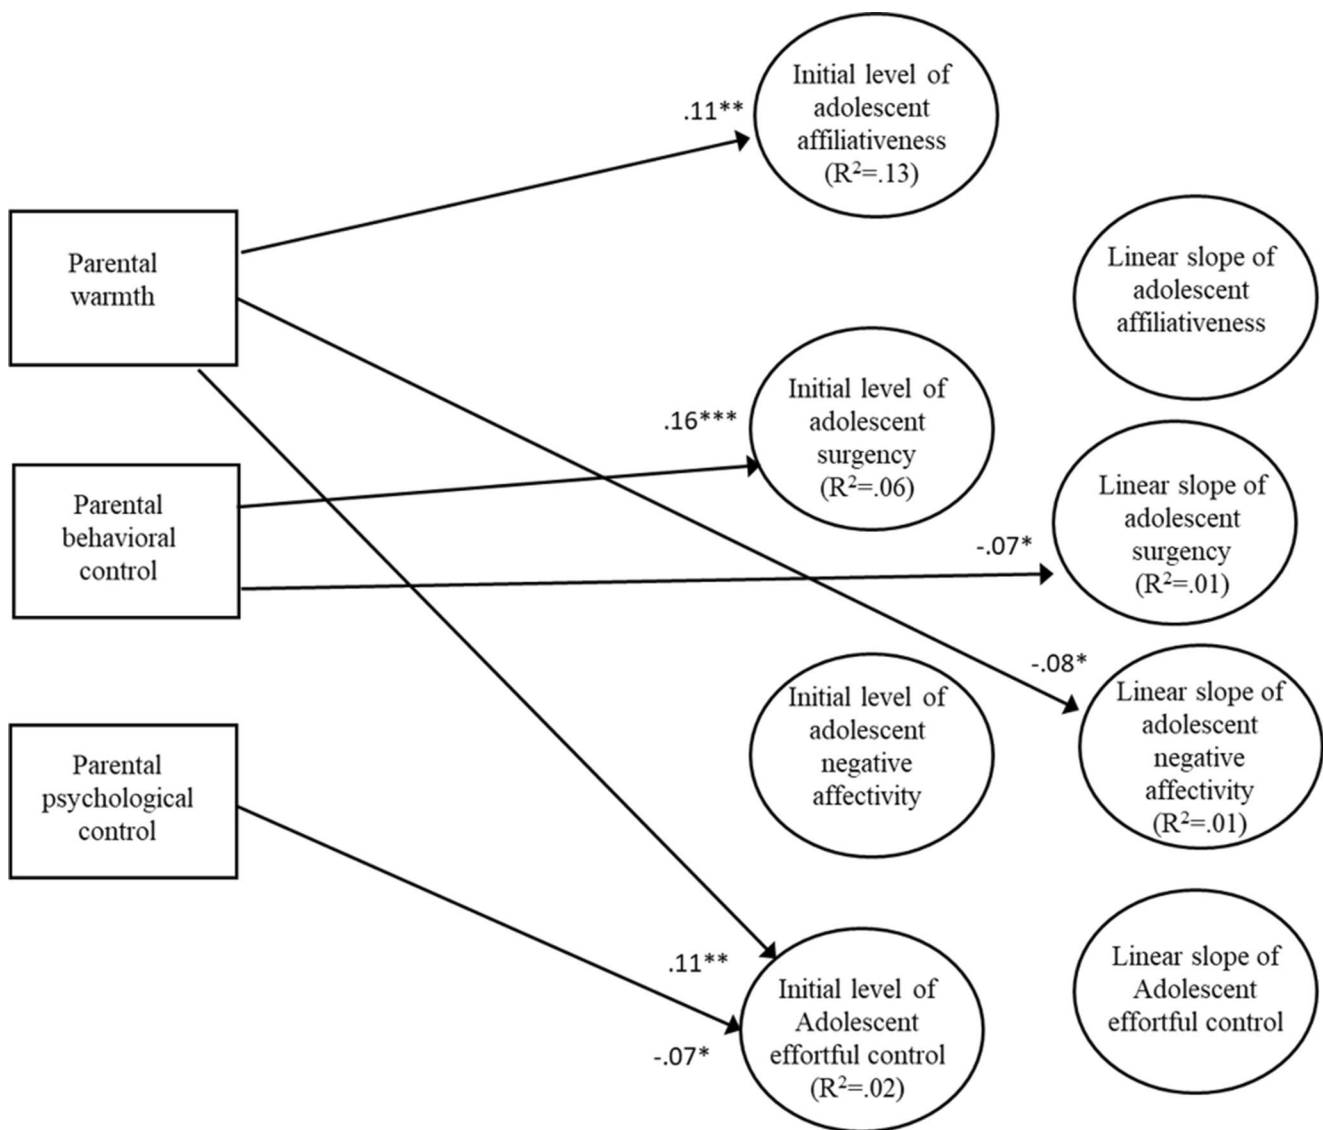 Initial level of
adolescent
affiliativeness
(R²=.13)
.11**
Parental
warmth
Linear slope of
adolescent
affiliativeness
Initial level of
adolescent
surgency
(R²=.06)
.16***
Parental
behavioral
control
Linear slope of
adolescent
surgency
(R²=.01)
-.07*
-.08*
Initial level of
adolescent
negative
affectivity
Linear slope of
adolescent
negative
affectivity
(R²=.01)
Parental
psychological
control
.11**
-.07*
Initial level of
Adolescent
effortful control
(R²=.02)
Linear slope of
Adolescent
effortful control